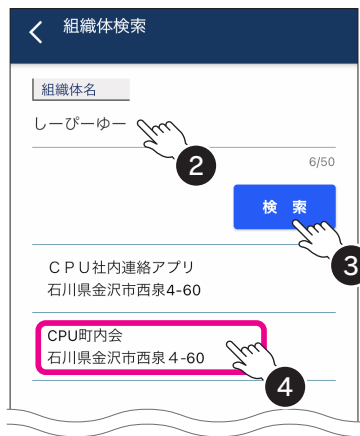 組織体検索
組織体名
しーぴーゆー
2
6/50
検 索
3
CPU社内連絡アプリ
石川県金沢市西泉4-60
CPU町内会
石川県金沢市西泉4-60
4